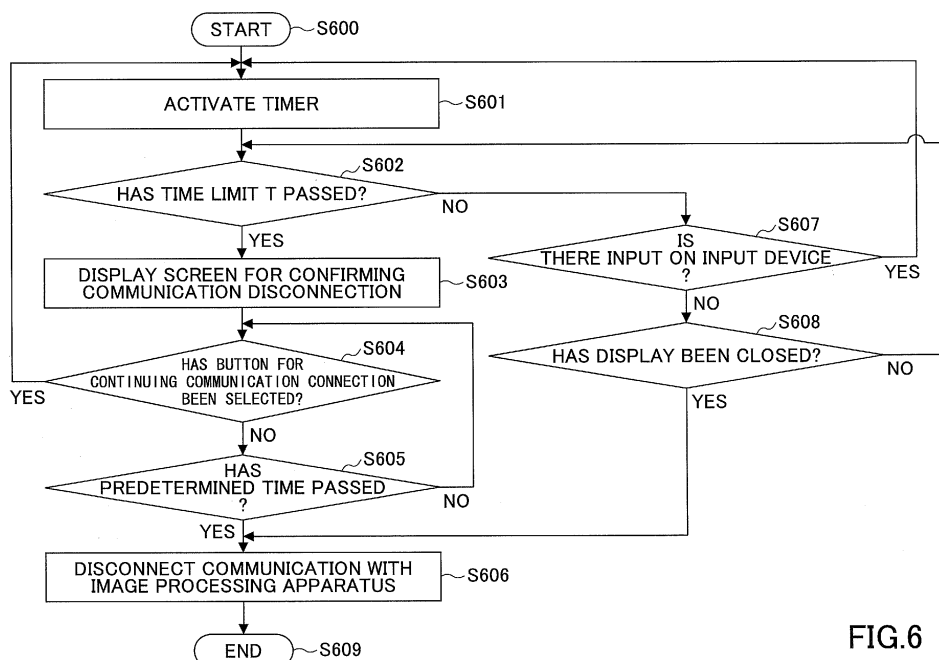 START
S600
ACTIVATE TIMER
S601
HAS TIME LIMIT T PASSED?
S602
NO
YES
DISPLAY SCREEN FOR CONFIRMING
COMMUNICATION DISCONNECTION
S603
HAS BUTTON FOR
CONTINUING COMMUNICATION CONNECTION
BEEN SELECTED?
S604
YES
NO
HAS
PREDETERMINED TIME PASSED
?
S605
NO
YES
DISCONNECT COMMUNICATION WITH
IMAGE PROCESSING APPARATUS
S606
END
S609
IS
THERE INPUT ON INPUT DEVICE
?
S607
YES
NO
HAS DISPLAY BEEN CLOSED?
S608
NO
YES
FIG.6